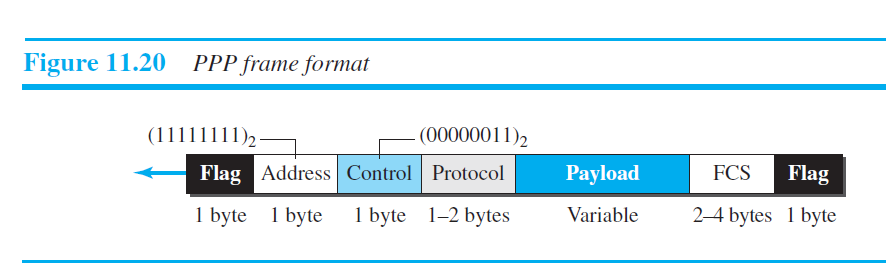 Figure 11.20 PPP frame format
(11111111)₂ (00000011)₂
Flag Address Control Protocol Payload FCS Flag
1 byte 1 byte 1 byte 1–2 bytes Variable 2–4 bytes 1 byte